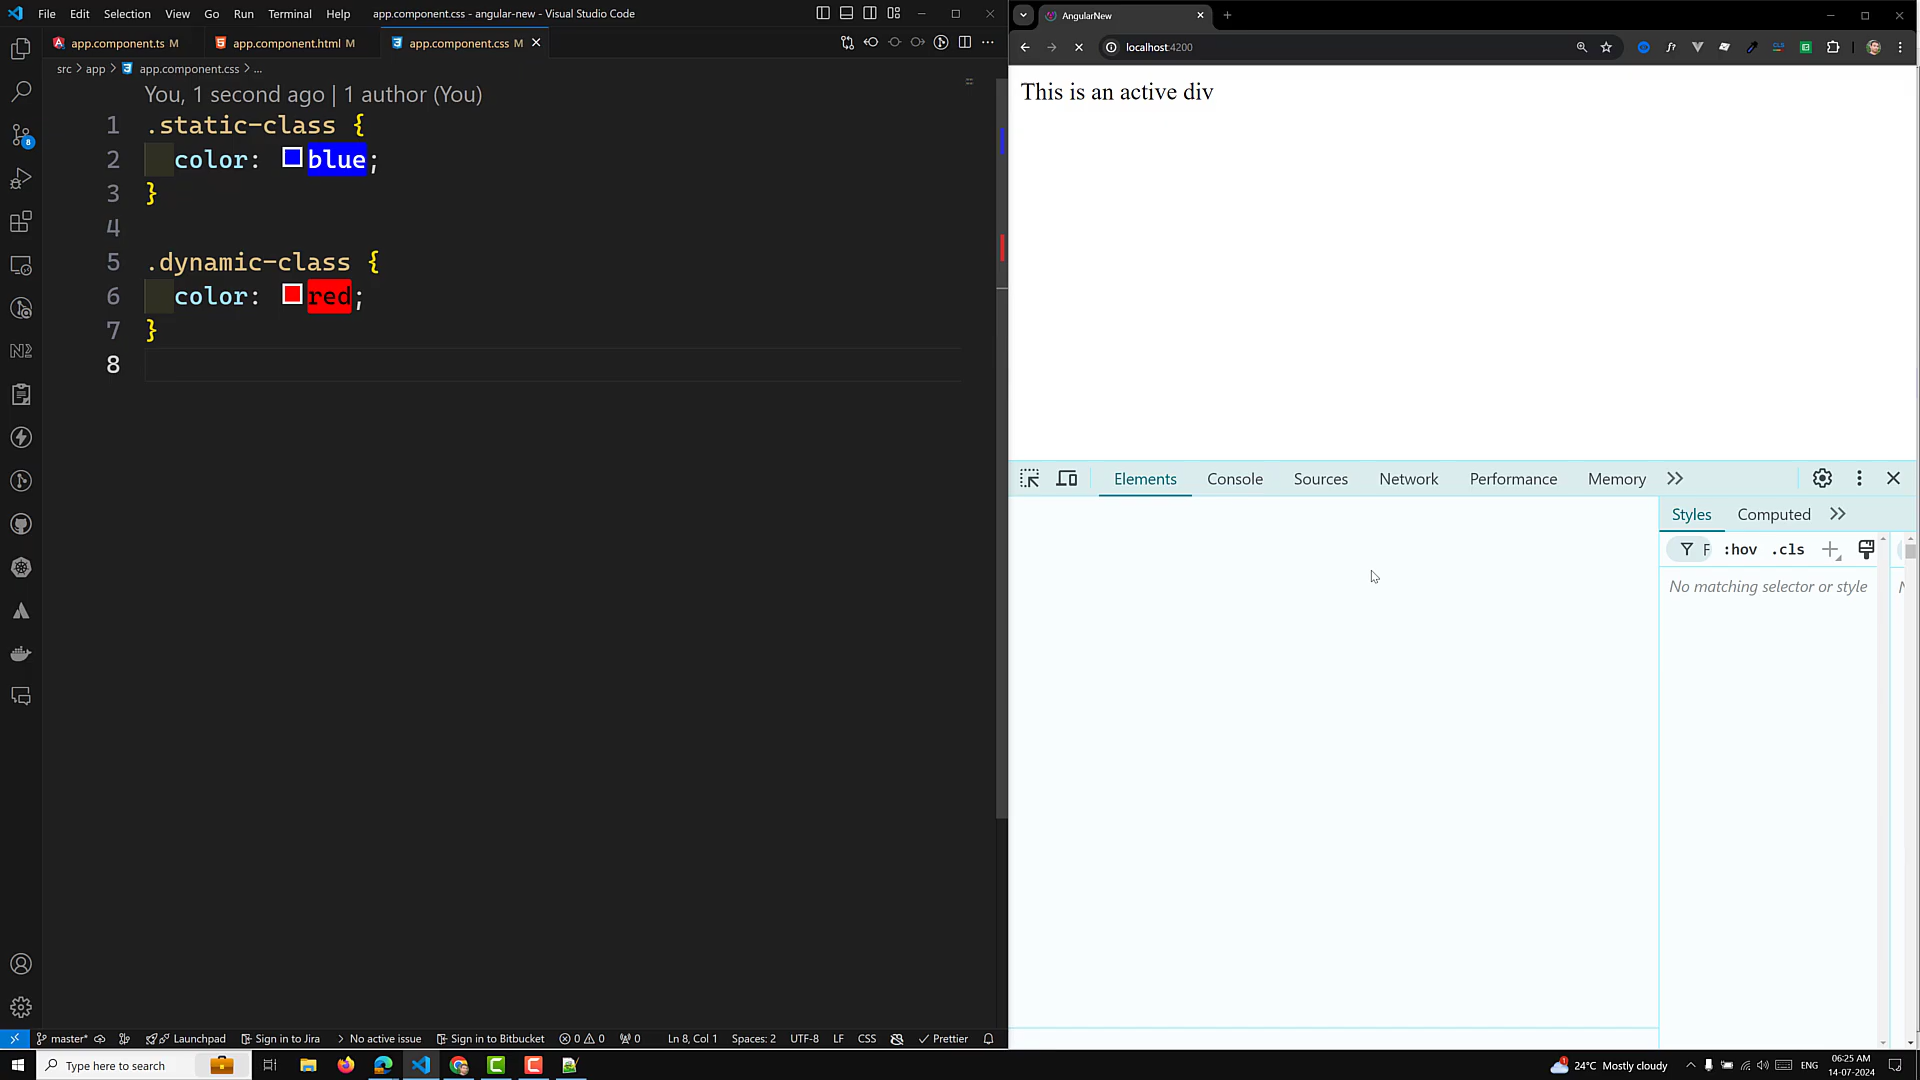 File Edit Selection View Go Run Terminal Help app.component.css - angular-new - Visual Studio Code
app.component.ts M app.component.html M app.component.css M
src > app > app.component.css > ...
You, 1 second ago | 1 author (You)
1 .static-class {
2 color: blue;
3 }
4
5 .dynamic-class {
6 color: red;
7 }
8
8
N2
master* Launchpad Sign in to Jira No active issue Sign in to Bitbucket 0 0 0 Ln 8, Col 1 Spaces: 2 UTF-8 LF CSS Prettier
AngularNew
localhost:4200
This is an active div
Elements Console Sources Network Performance Memory
Styles Computed
F :hov .cls
No matching selector or style
Type here to search
24°C Mostly cloudy ENG 06:25 AM
14-07-2024